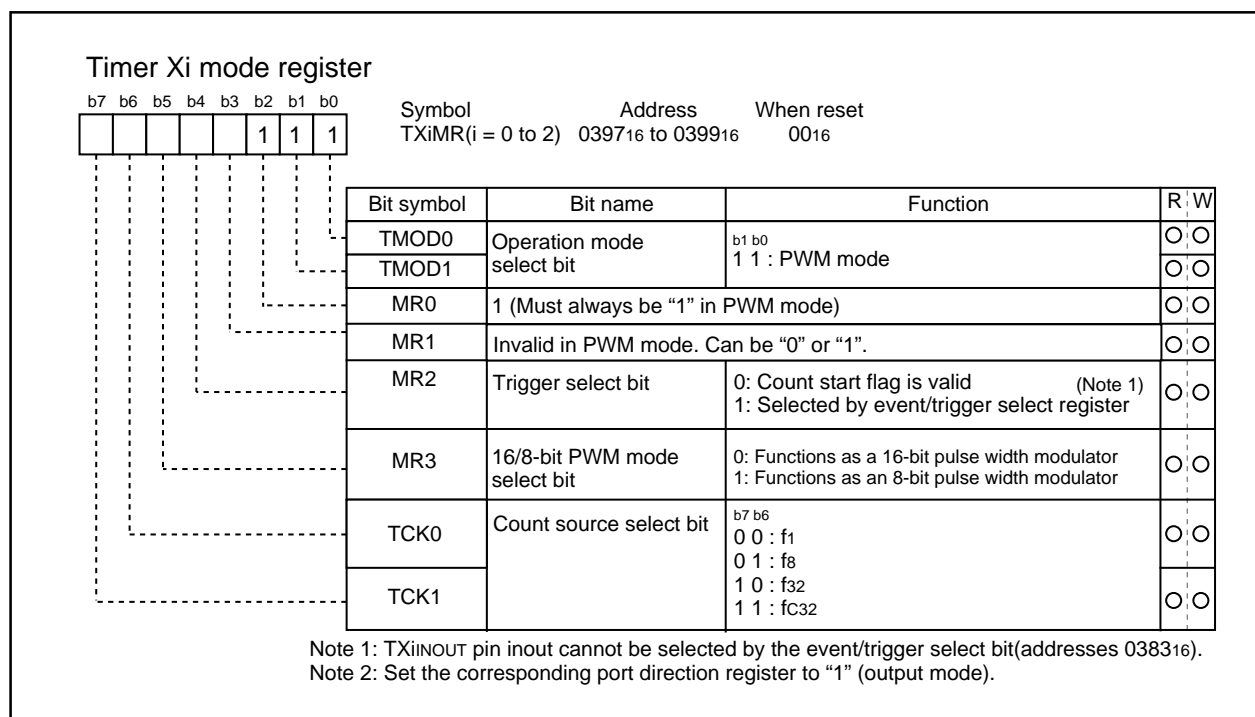 Timer Xi mode register
b7 b6 b5 b4 b3 b2 b1 b0
1 1 1
Symbol Address When reset
TXiMR(i = 0 to 2) 039716 to 039916 0016
Bit symbol Bit name Function R W
TMOD0 Operation mode select bit b1 b0
1 1 : PWM mode
TMOD1
MR0 1 (Must always be “1” in PWM mode)
MR1 Invalid in PWM mode. Can be “0” or “1”.
MR2 Trigger select bit 0: Count start flag is valid (Note 1)
1: Selected by event/trigger select register
MR3 16/8-bit PWM mode select bit 0: Functions as a 16-bit pulse width modulator
1: Functions as an 8-bit pulse width modulator
TCK0 Count source select bit b7 b6
0 0 : f1
0 1 : f8
TCK1 1 0 : f32
1 1 : fC32
Note 1: TXiINOUT pin inout cannot be selected by the event/trigger select bit(addresses 038316).
Note 2: Set the corresponding port direction register to “1” (output mode).